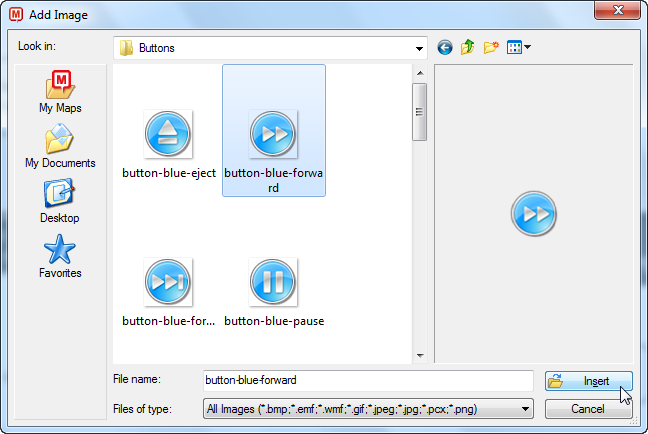 Add Image
Look in:
Buttons
My Maps
My Documents
Desktop
Favorites
button-blue-eject
button-blue-forwa
rd
button-blue-for...
button-blue-pause
File name:
button-blue-forward
Insert
Files of type:
All Images (*.bmp;*.emf;*.wmf;*.gif;*.jpeg;*.jpg;*.pcx;*.png)
Cancel